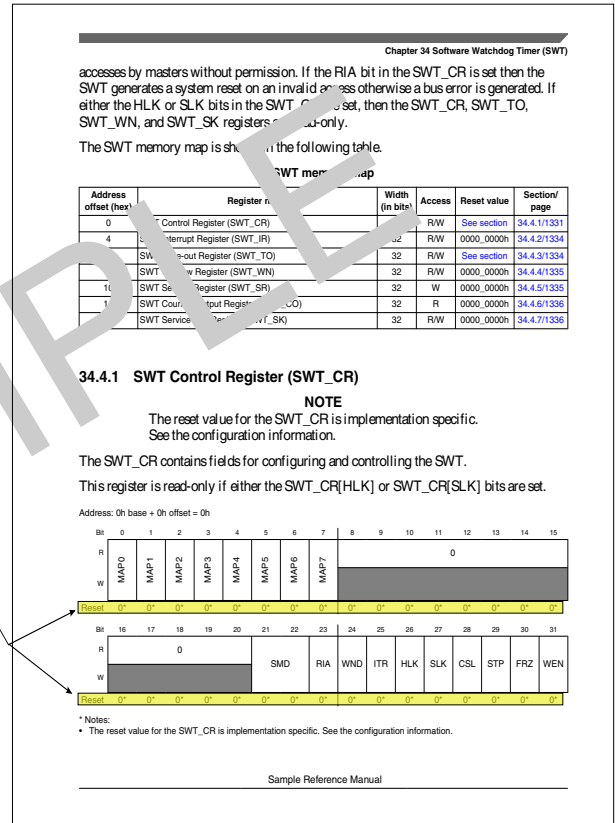 Chapter 34 Software Watchdog Timer (SWT)
accesses by masters without permission. If the RIA bit in the SWT_CR is set then the
SWT generates a system reset on an invalid access otherwise a bus error is generated. If
either the HLK or SLK bits in the SWT_ set, then the SWT_CR, SWT_TO,
SWT_WN, and SWT_SK registers -only.
The SWT memory map is in the following table.
SWT map
Address offset (hex) Register Width (in bits) Access Reset value Section/ page
0 Control Register (SWT_CR) R/W See section 34.4.1/1331
4 Interrupt Register (SWT_IR) 32 R/W 0000_0000h 34.4.2/1334
-out Register (SWT_TO) 32 R/W See section 34.4.3/1334
SWT Register (SWT_WN) 32 R/W 0000_0000h 34.4.4/1335
SWT Register (SWT_SR) 32 W 0000_0000h 34.4.5/1335
SWT Output 32 R 0000_0000h 34.4.6/1336
SWT Service 32 R/W 0000_0000h 34.4.7/1336
34.4.1 SWT Control Register (SWT_CR)
NOTE
The reset value for the SWT_CR is implementation specific.
See the configuration information.
The SWT_CR contains fields for configuring and controlling the SWT.
This register is read-only if either the SWT_CR[HLK] or SWT_CR[SLK] bits are set.
Address: 0h base + 0h offset = 0h
Bit 0 1 2 3 4 5 6 7 8 9 10 11 12 13 14 15
R MAP0 MAP1 MAP2 MAP3 MAP4 MAP5 MAP6 MAP7 0
W
Reset 0* 0* 0* 0* 0* 0* 0* 0* 0* 0* 0* 0* 0* 0* 0* 0*
Bit 16 17 18 19 20 21 22 23 24 25 26 27 28 29 30 31
R 0 SMD RIA WND ITR HLK SLK CSL STP FRZ WEN
W
Reset 0* 0* 0* 0* 0* 0* 0* 0* 0* 0* 0* 0* 0* 0* 0* 0*
* Notes:
• The reset value for the SWT_CR is implementation specific. See the configuration information.
Sample Reference Manual